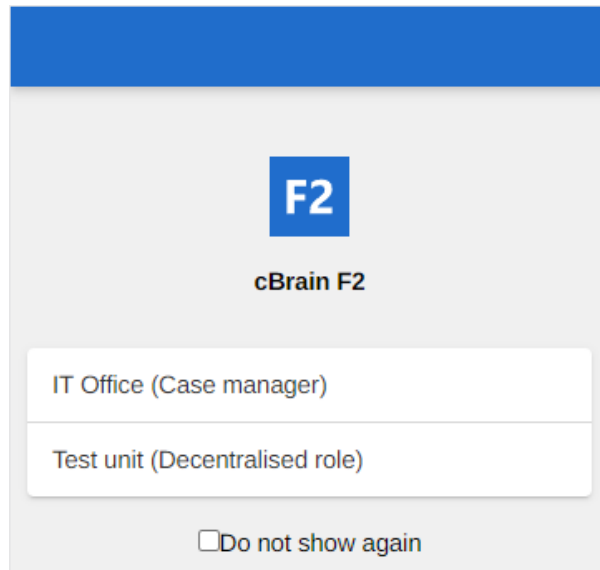 F2
cBrain F2
IT Office (Case manager)
Test unit (Decentralised role)
Do not show again